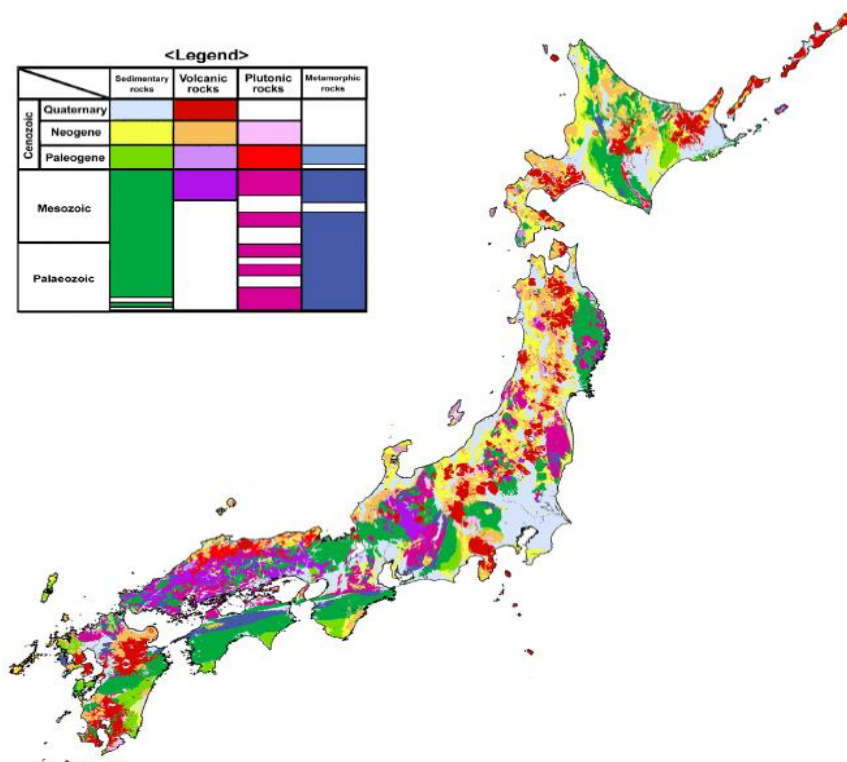 <Legend>
Sedimentary rocks
Volcanic rocks
Plutonic rocks
Metamorphic rocks
Cenozoic
Quaternary
Neogene
Paleogene
Mesozoic
Palaeozoic